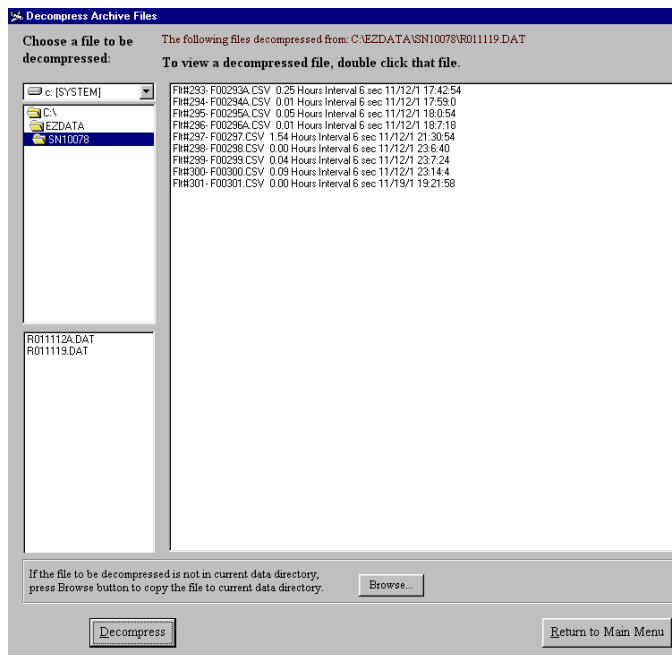 Decompress Archive Files
Choose a file to be
decompressed:
The following files decompressed from: C:\EZDATA\SN10078\R011119.DAT
To view a decompressed file, double click that file.
c: [SYSTEM]
C:\
EZDATA
SN10078
Flt#293- F00293A.CSV 0.25 Hours Interval 6 sec 11/12/1 17:42:54
Flt#294- F00294A.CSV 0.01 Hours Interval 6 sec 11/12/1 17:59:0
Flt#295- F00295A.CSV 0.05 Hours Interval 6 sec 11/12/1 18:0:54
Flt#296- F00296A.CSV 0.01 Hours Interval 6 sec 11/12/1 18:7:18
Flt#297- F00297.CSV 1.54 Hours Interval 6 sec 11/12/1 21:30:54
Flt#298- F00298.CSV 0.00 Hours Interval 6 sec 11/12/1 23:6:40
Flt#299- F00299.CSV 0.04 Hours Interval 6 sec 11/12/1 23:7:24
Flt#300- F00300.CSV 0.09 Hours Interval 6 sec 11/12/1 23:14:4
Flt#301- F00301.CSV 0.00 Hours Interval 6 sec 11/19/1 19:21:58
R011112A.DAT
R011119.DAT
If the file to be decompressed is not in current data directory,
press Browse button to copy the file to current data directory.
Browse...
Decompress
Return to Main Menu